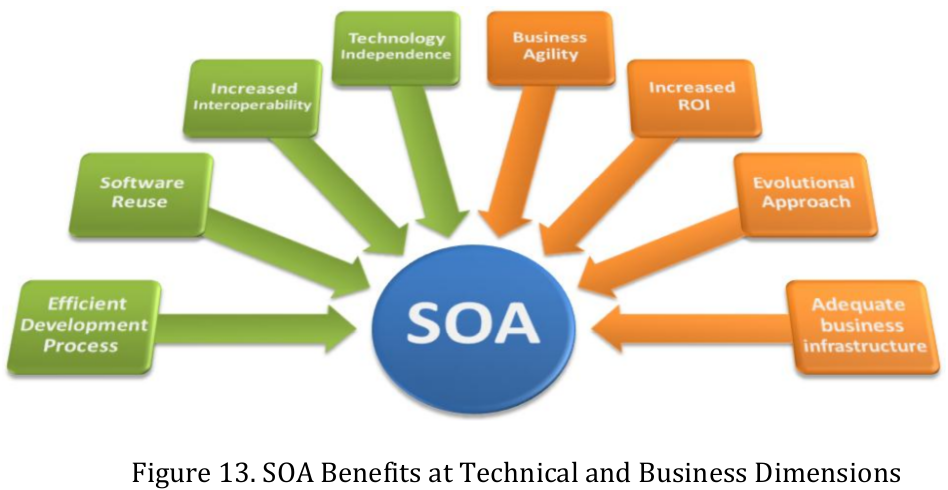 Technology
Independence
Business
Agility
Increased
Interoperability
Increased
ROI
Software
Reuse
Evolutional
Approach
Efficient
Development
Process
SOA
Adequate
business
infrastructure
Figure 13. SOA Benefits at Technical and Business Dimensions